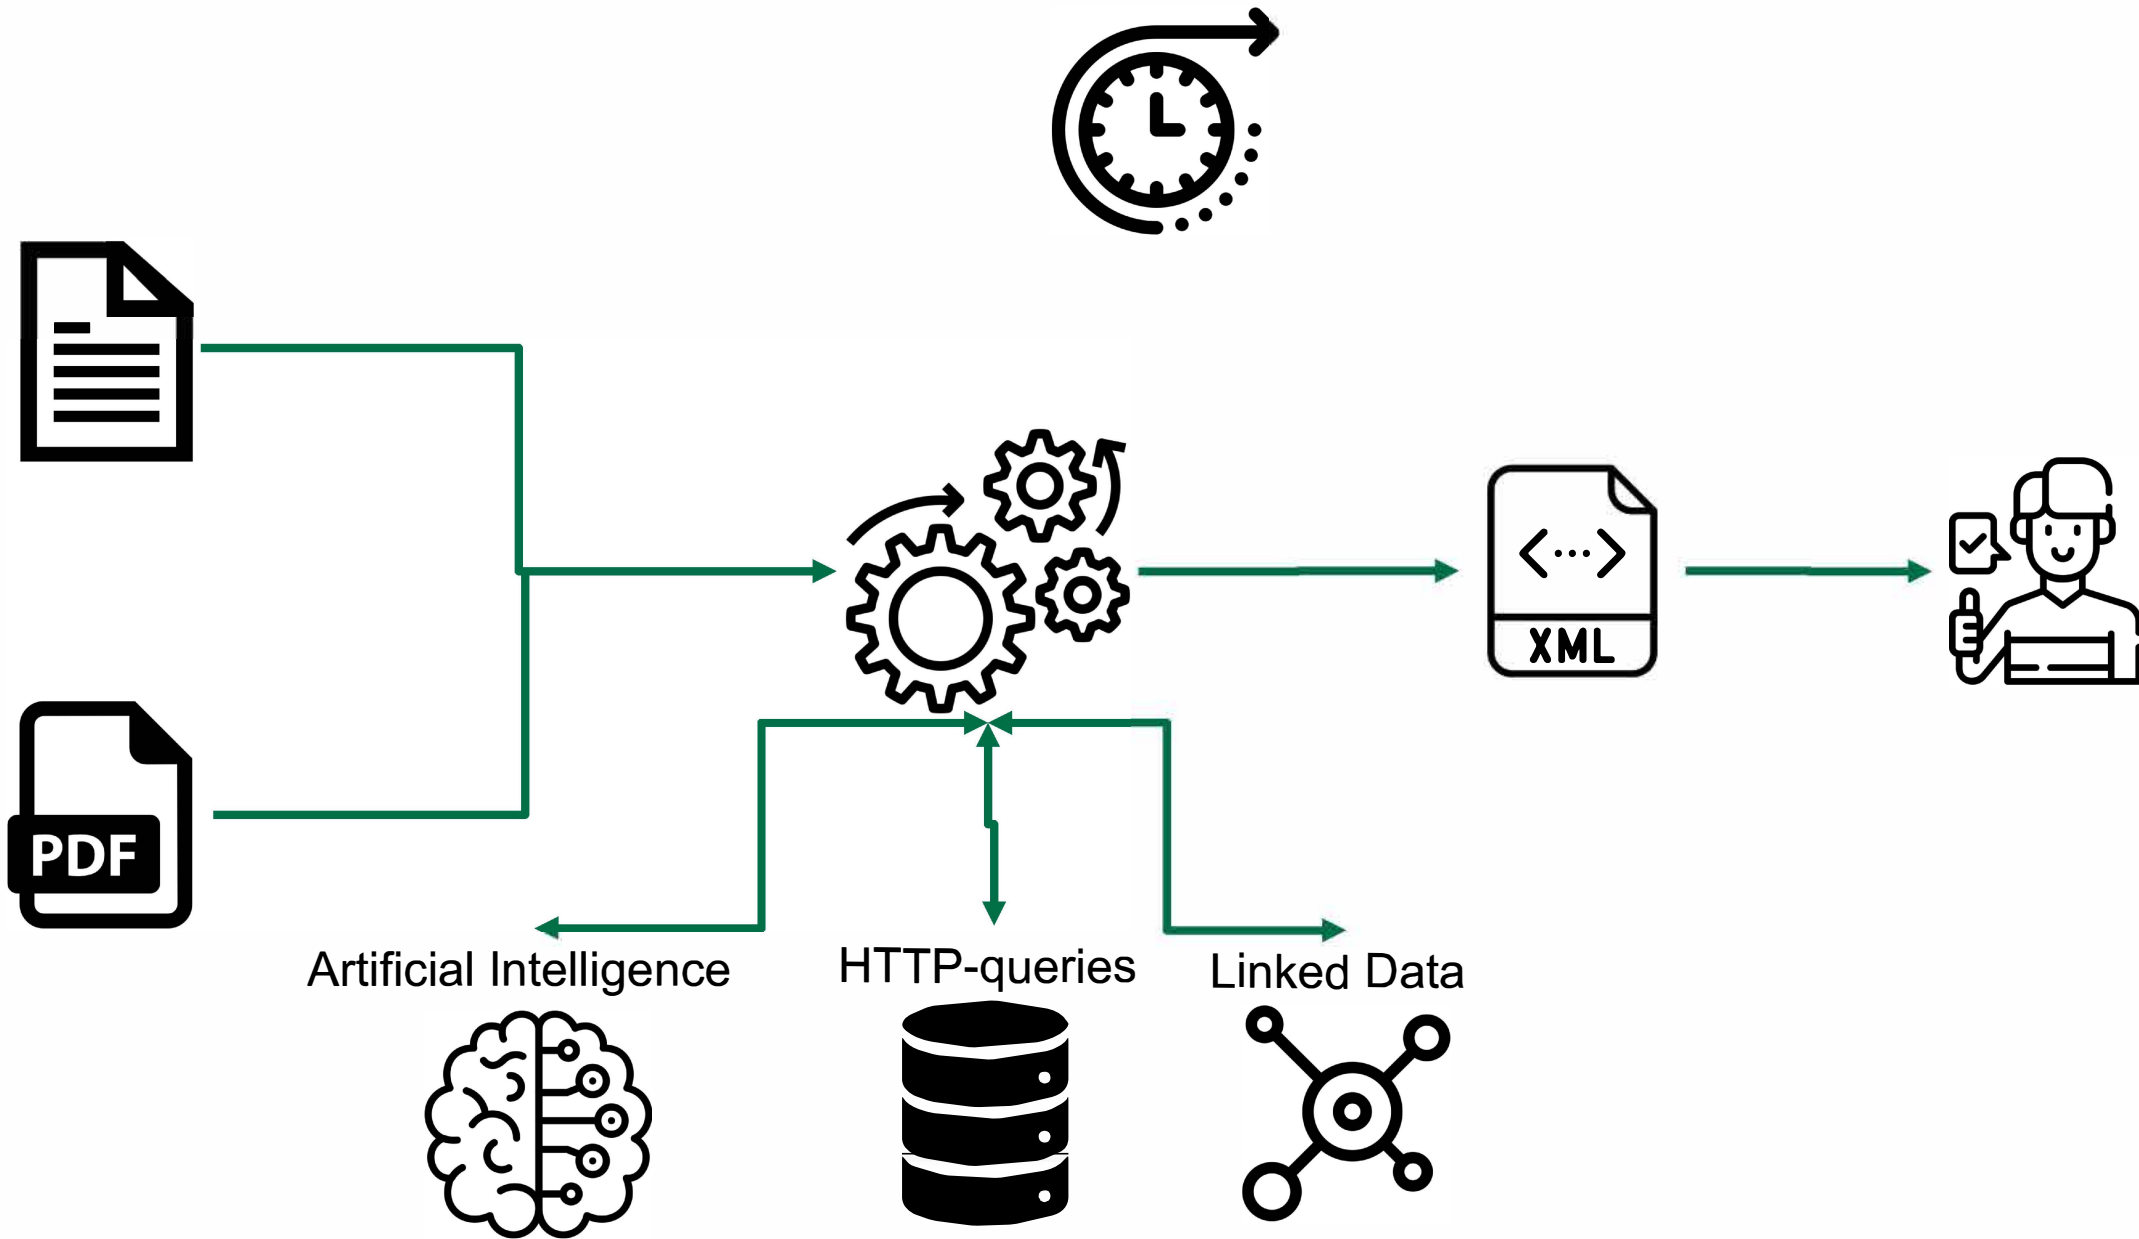 XML
PDF
Artificial Intelligence
HTTP-queries
Linked Data